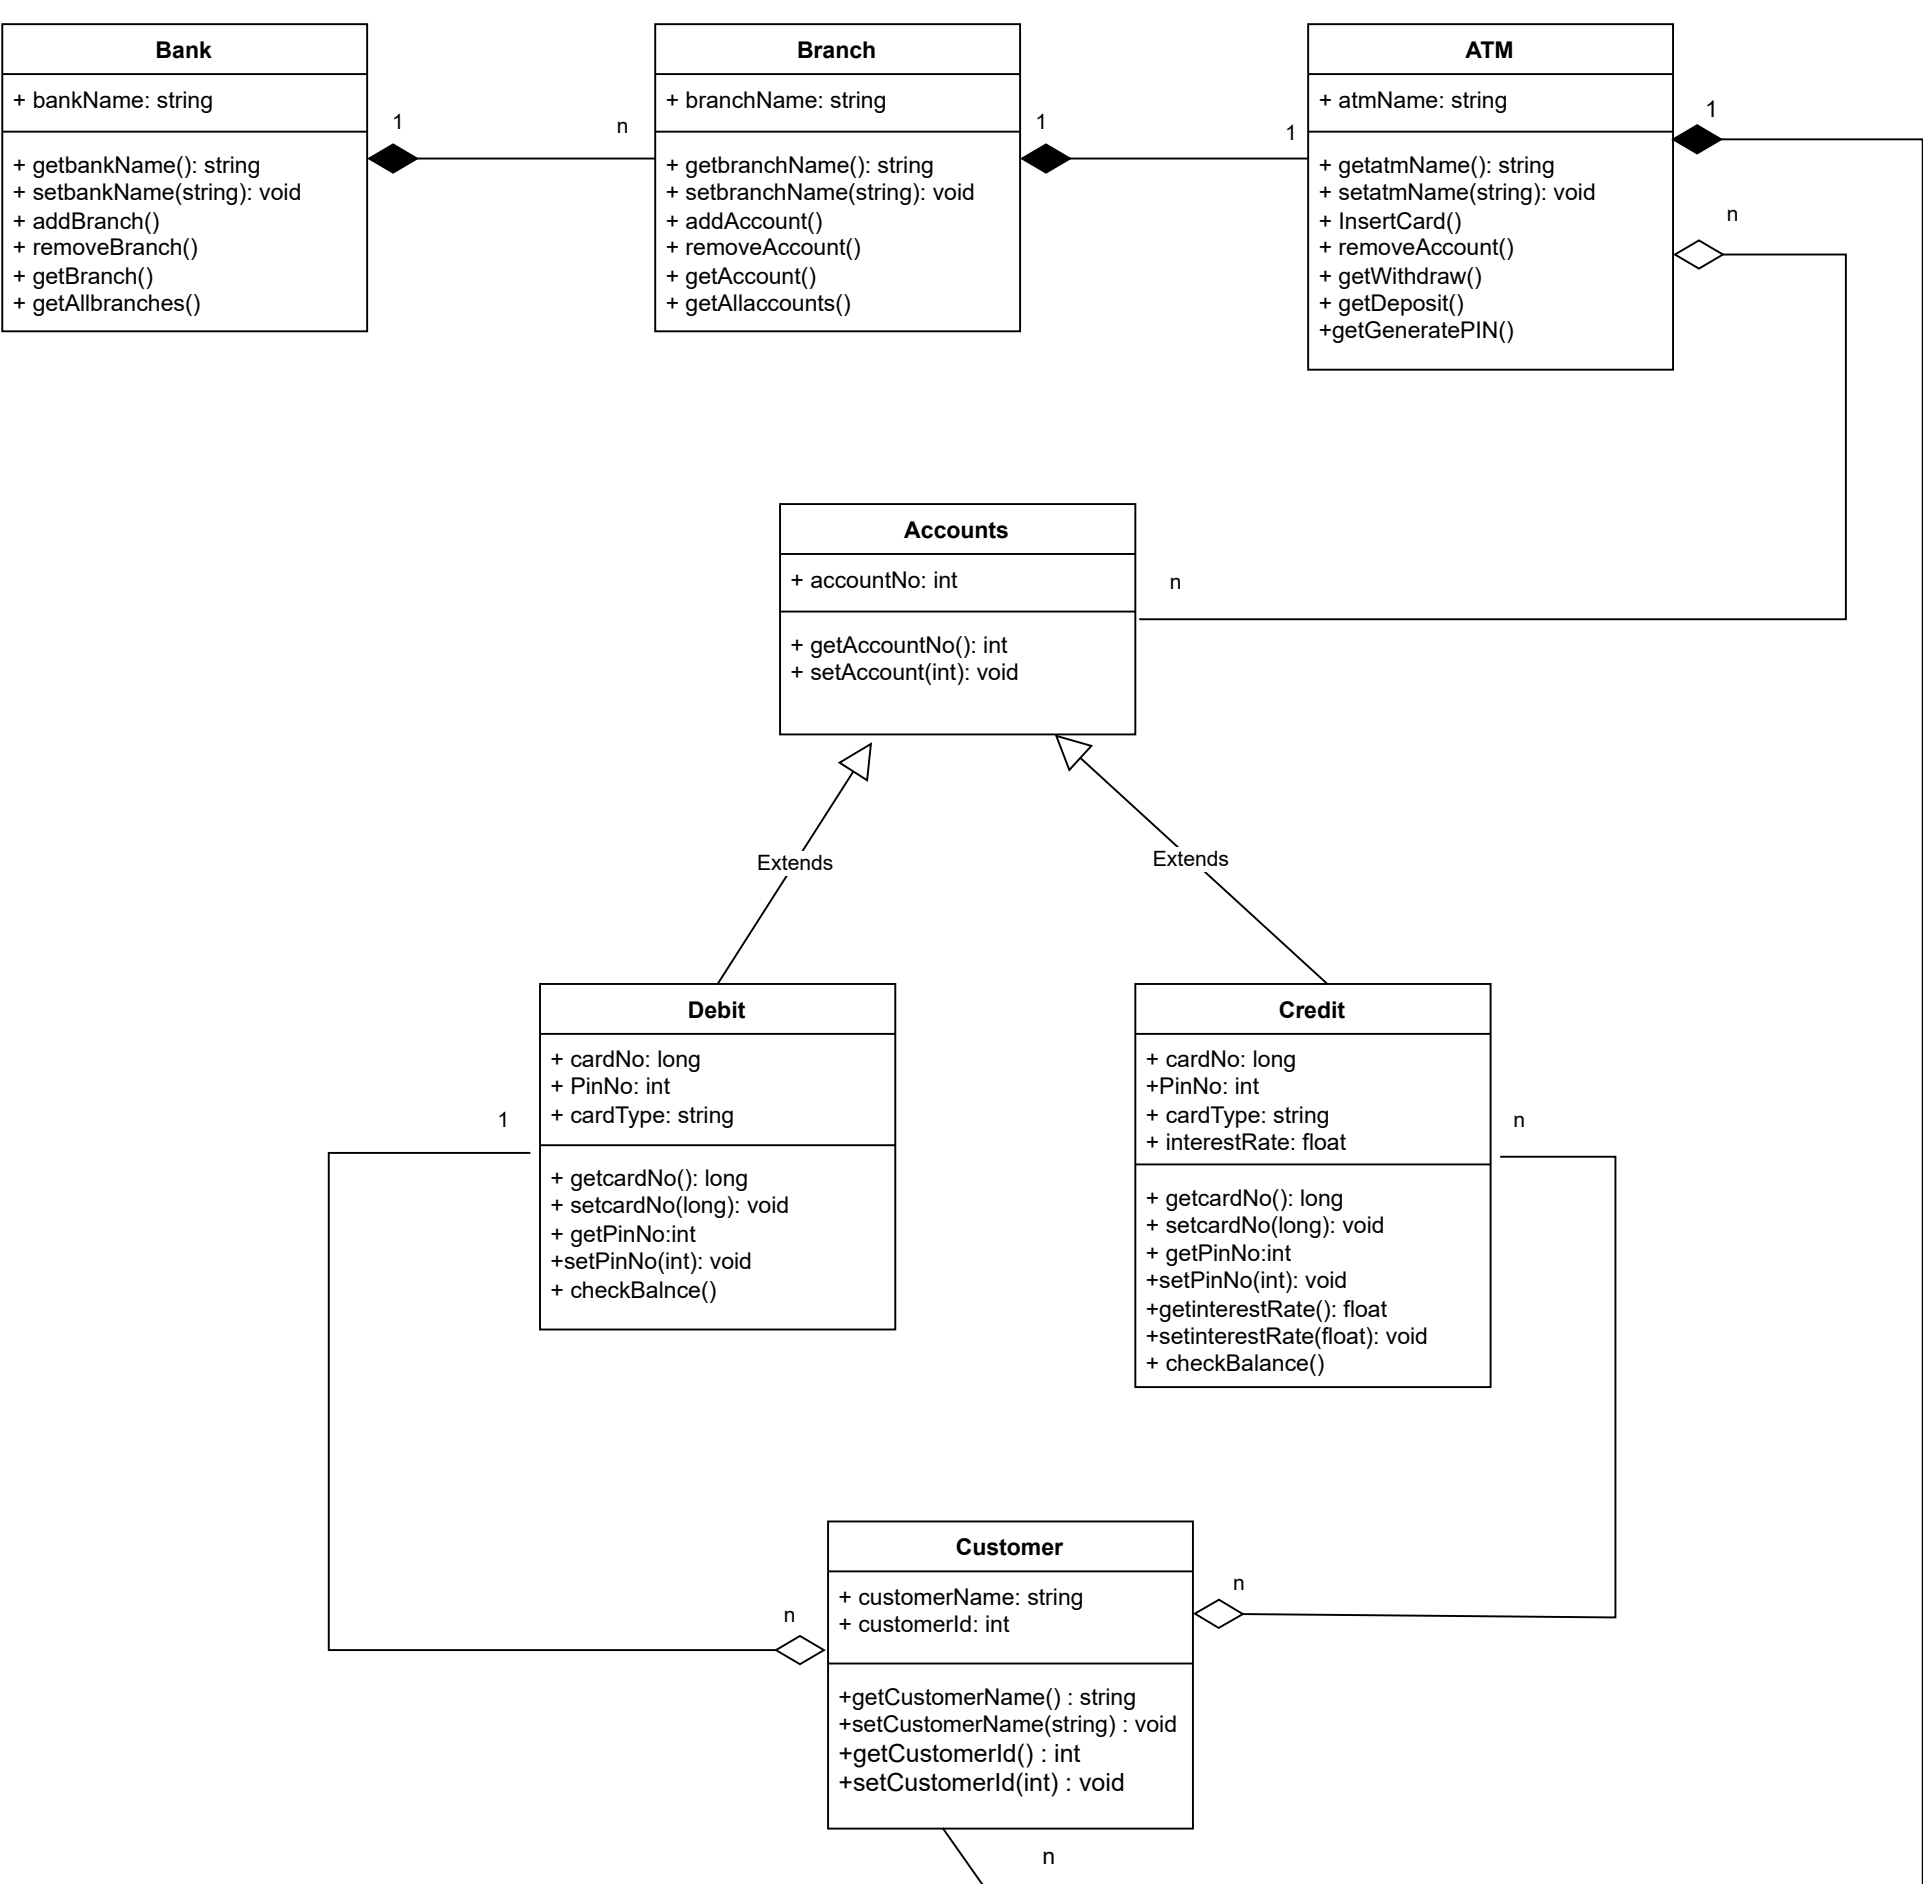 Bank
+ bankName: string
+ getbankName(): string
+ setbankName(string): void
+ addBranch()
+ removeBranch()
+ getBranch()
+ getAllbranches()
1
n
Branch
+ branchName: string
+ getbranchName(): string
+ setbranchName(string): void
+ addAccount()
+ removeAccount()
+ getAccount()
+ getAllaccounts()
1
1
ATM
+ atmName: string
+ getatmName(): string
+ setatmName(string): void
+ InsertCard()
+ removeAccount()
+ getWithdraw()
+ getDeposit()
+getGeneratePIN()
1
n
Accounts
+ accountNo: int
+ getAccountNo(): int
+ setAccount(int): void
n
Extends
Extends
Debit
+ cardNo: long
+ PinNo: int
+ cardType: string
+ getcardNo(): long
+ setcardNo(long): void
+ getPinNo:int
+setPinNo(int): void
+ checkBalnce()
1
Credit
+ cardNo: long
+PinNo: int
+ cardType: string
+ interestRate: float
+ getcardNo(): long
+ setcardNo(long): void
+ getPinNo:int
+setPinNo(int): void
+getinterestRate(): float
+setinterestRate(float): void
+ checkBalance()
n
Customer
+ customerName: string
+ customerId: int
+getCustomerName() : string
+setCustomerName(string) : void
+getCustomerId() : int
+setCustomerId(int) : void
n
n
n